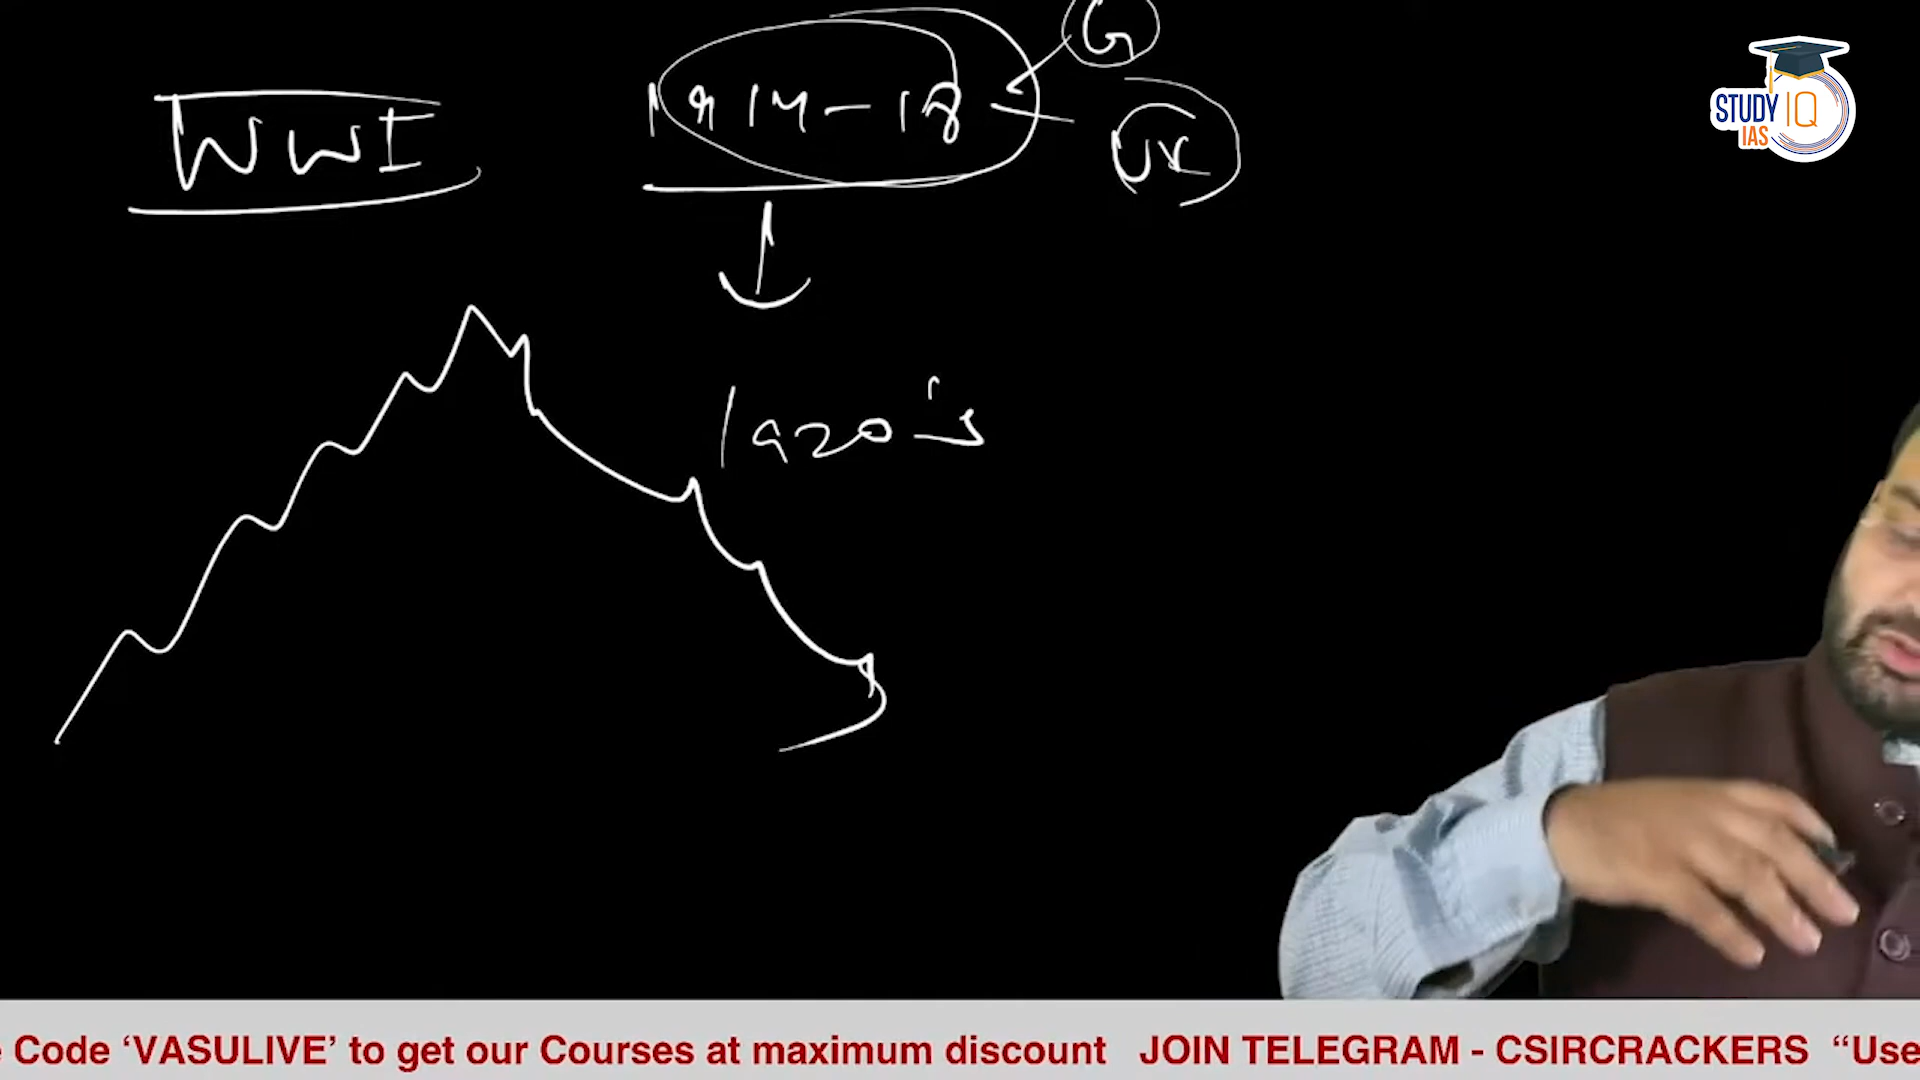 G
WWI 1914-18
UK
1920's
STUDY IQ
IAS
Code ‘VASULIVE’ to get our Courses at maximum discount JOIN TELEGRAM - CSIRCRACKERS “Use